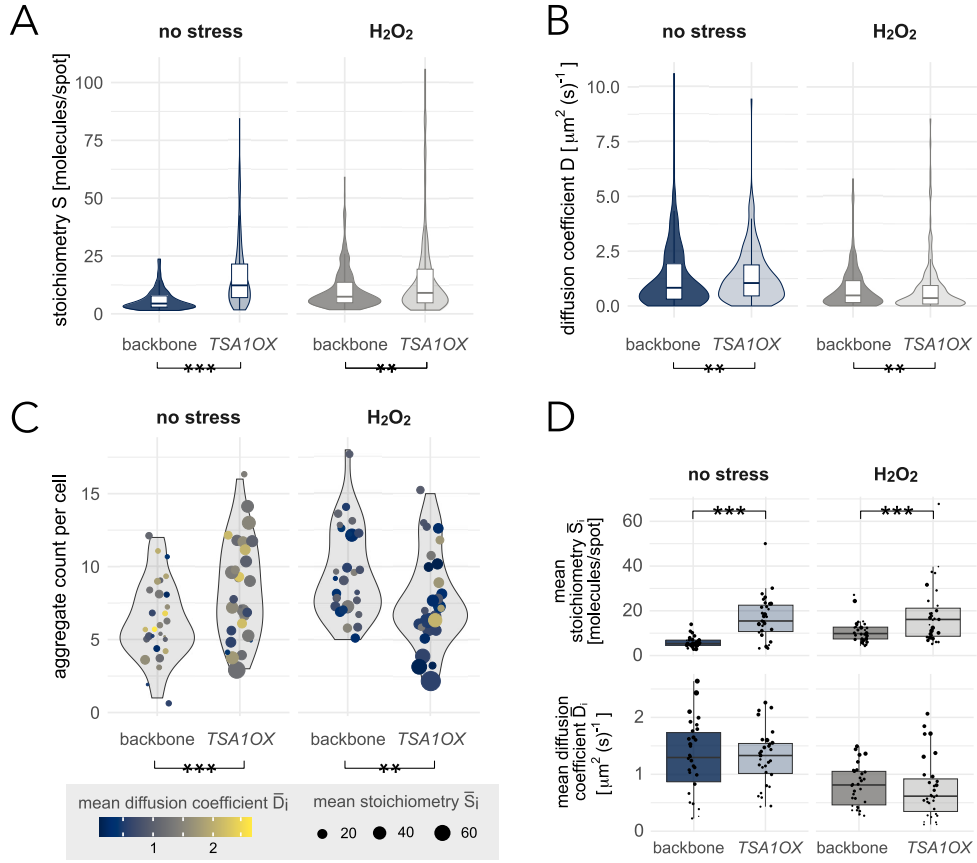 A
no stress
H2O2
stoichiometry S [molecules/spot]
100
75
50
25
0
backbone
TSA1OX
backbone
TSA1OX
***
**
B
no stress
H2O2
diffusion coefficient D [ μm² (s)⁻¹ ]
10.0
7.5
5.0
2.5
0.0
backbone
TSA1OX
backbone
TSA1OX
**
**
C
no stress
H2O2
aggregate count per cell
15
10
5
0
backbone
TSA1OX
backbone
TSA1OX
***
**
mean diffusion coefficient D̅i
1
2
mean stoichiometry S̅i
20
40
60
D
no stress
H2O2
mean
stoichiometry S̅i
[molecules/spot]
60
40
20
0
***
***
mean diffusion
coefficient D̅i
[ μm² (s)⁻¹ ]
2
1
0
backbone
TSA1OX
backbone
TSA1OX